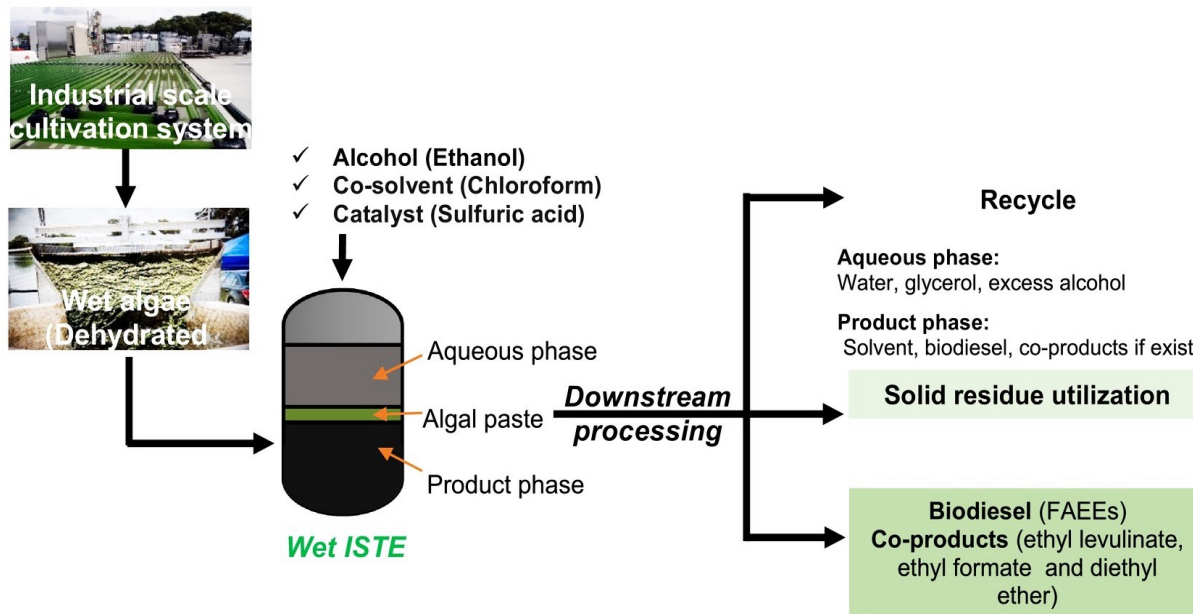 Industrial scale
cultivation system
Wet algae
(Dehydrated
✓ Alcohol (Ethanol)
✓ Co-solvent (Chloroform)
✓ Catalyst (Sulfuric acid)
Aqueous phase
Algal paste
Product phase
Wet ISTE
Downstream
processing
Recycle
Aqueous phase:
Water, glycerol, excess alcohol
Product phase:
Solvent, biodiesel, co-products if exist
Solid residue utilization
Biodiesel (FAEEs)
Co-products (ethyl levulinate,
ethyl formate and diethyl
ether)